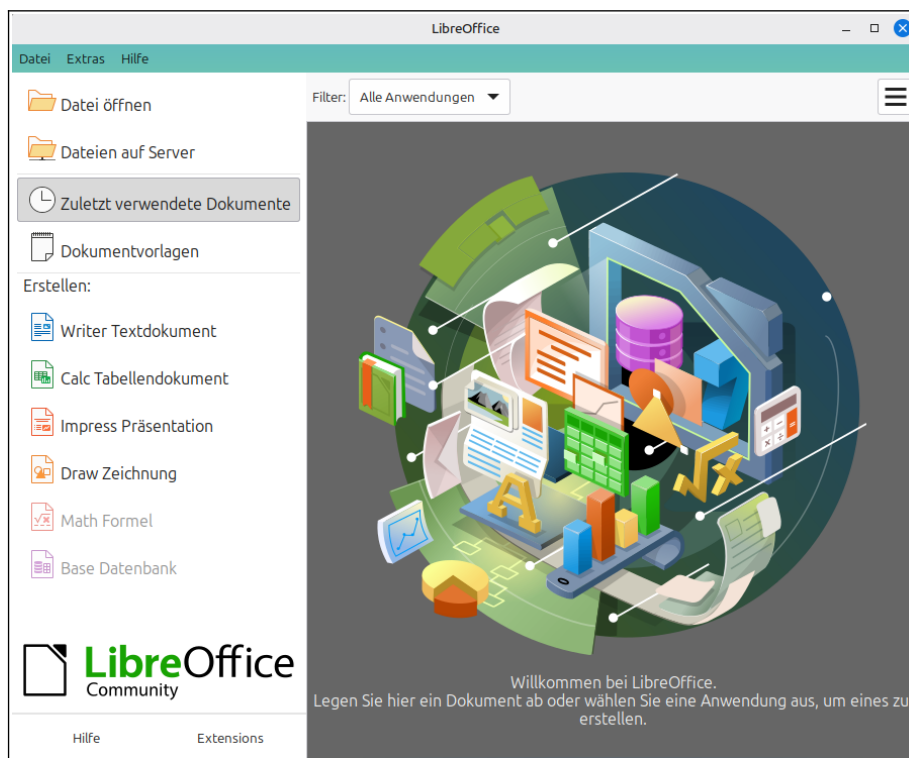 LibreOffice
Datei Extras Hilfe
Datei öffnen
Dateien auf Server
Zuletzt verwendete Dokumente
Dokumentvorlagen
Erstellen:
Writer Textdokument
Calc Tabellendokument
Impress Präsentation
Draw Zeichnung
Math Formel
Base Datenbank
LibreOffice
Community
Hilfe Extensions
Filter: Alle Anwendungen
Willkommen bei LibreOffice.
Legen Sie hier ein Dokument ab oder wählen Sie eine Anwendung aus, um eines zu
erstellen.